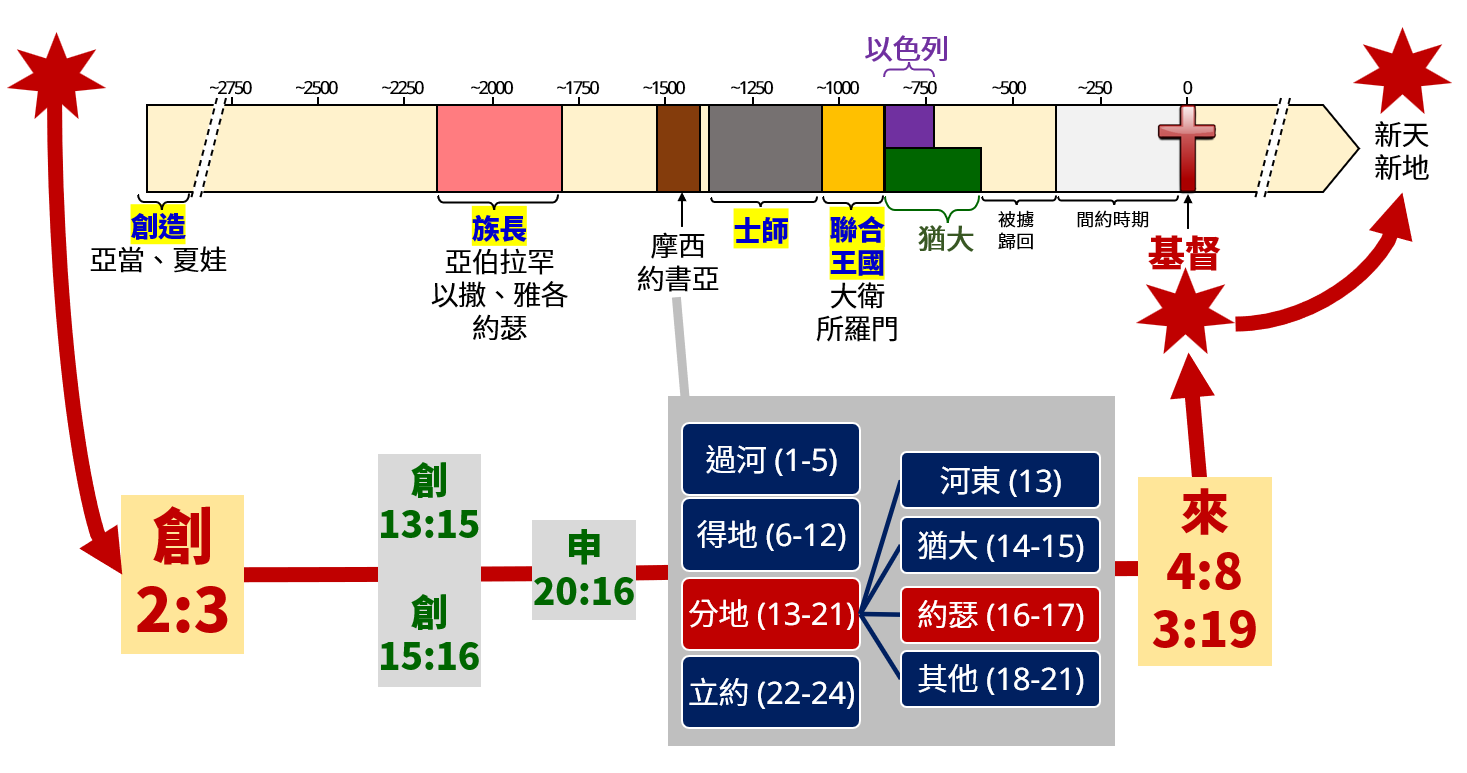 以色列
~2750
~2500
~2250
~2000
~1750
~1500
~1250
~1000
~750
~500
~250
0
新天
新地
創造
亞當、夏娃
族長
亞伯拉罕
以撒、雅各
約瑟
摩西
約書亞
士師
聯合
王國
大衛
所羅門
猶大
被擄
歸回
間約時期
基督
創
2:3
創
13:15
創
15:16
申
20:16
過河 (1-5)
得地 (6-12)
分地 (13-21)
立約 (22-24)
河東 (13)
猶大 (14-15)
約瑟 (16-17)
其他 (18-21)
來
4:8
3:19